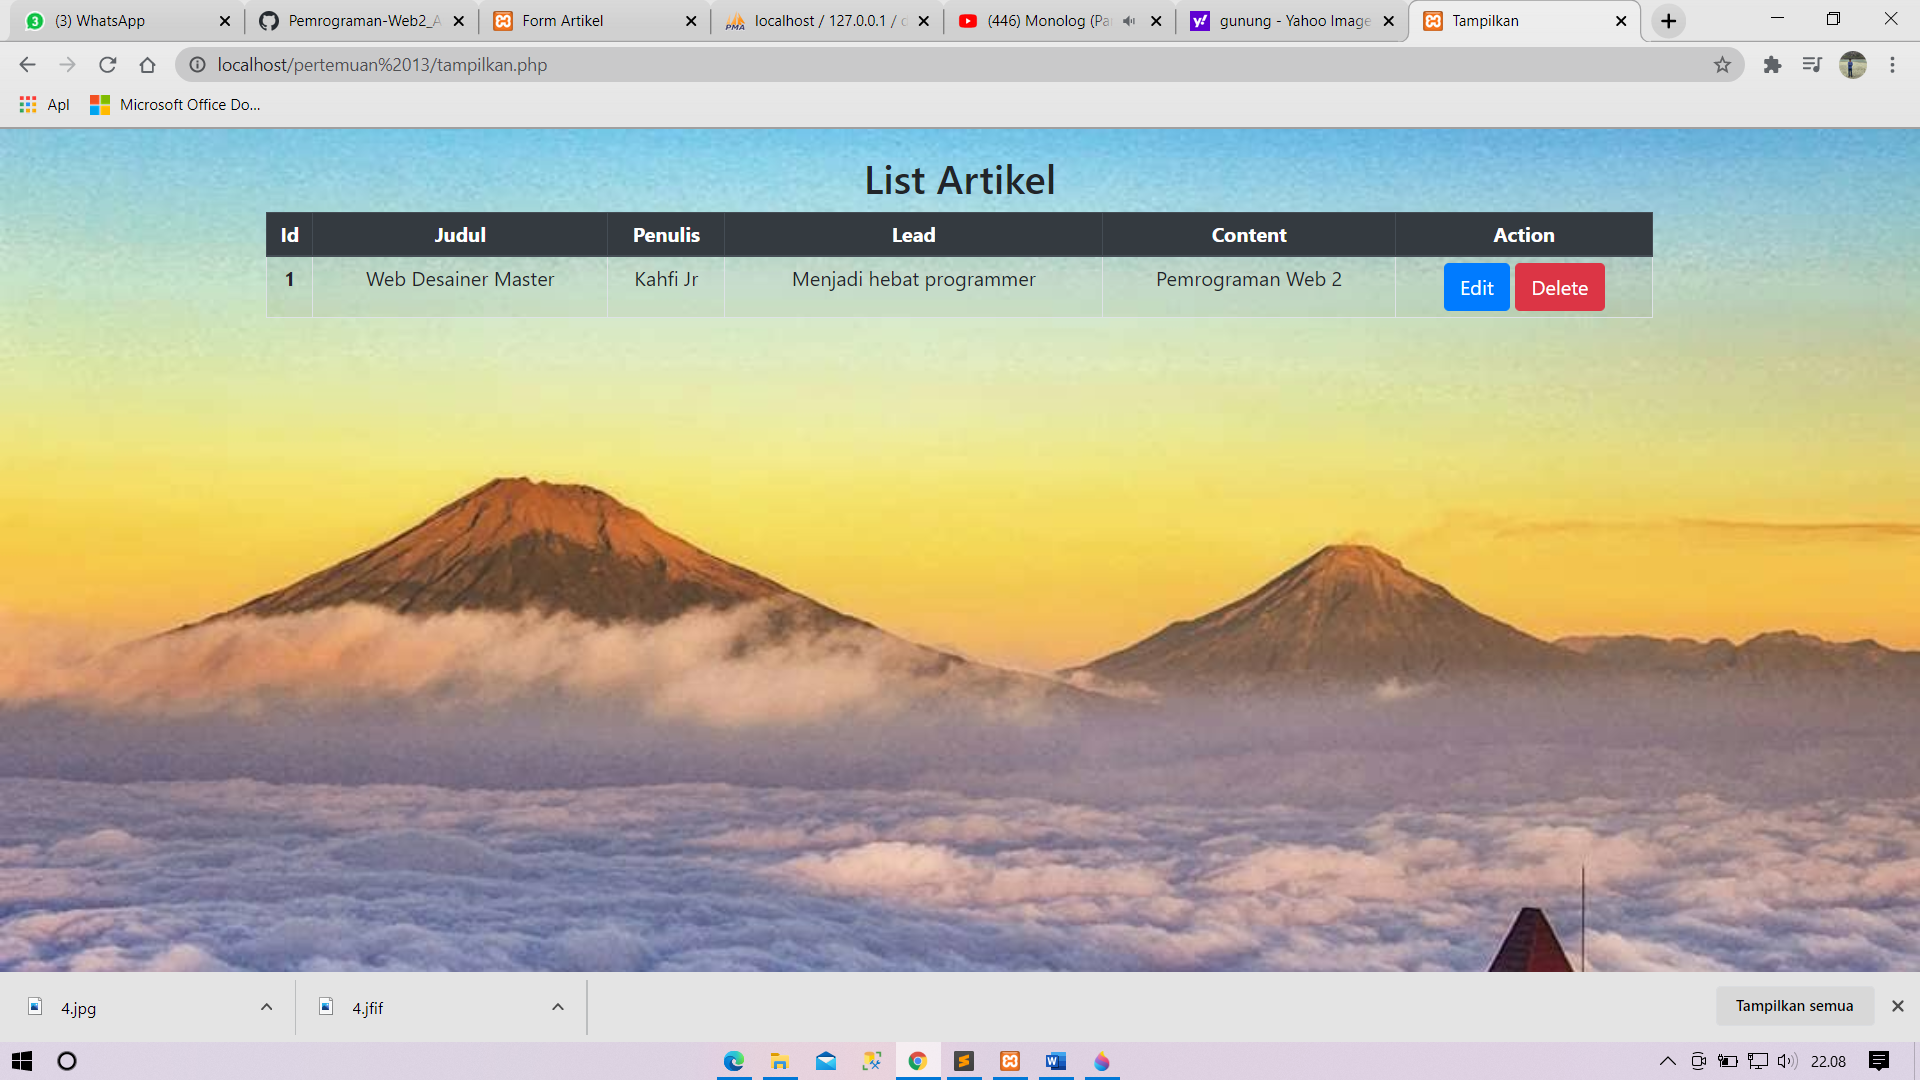 3
(3) WhatsApp
Pemrograman-Web2_A
Form Artikel
PMA
localhost / 127.0.0.1 /
(446) Monolog (Pa
y!
gunung - Yahoo Image
Tampilkan
localhost/pertemuan%2013/tampilkan.php
Apl
Microsoft Office Do...
List Artikel
Id Judul Penulis Lead Content Action
1 Web Desainer Master Kahfi Jr Menjadi hebat programmer Pemrograman Web 2 Edit Delete
4.jpg
4.jfif
Tampilkan semua
22.08